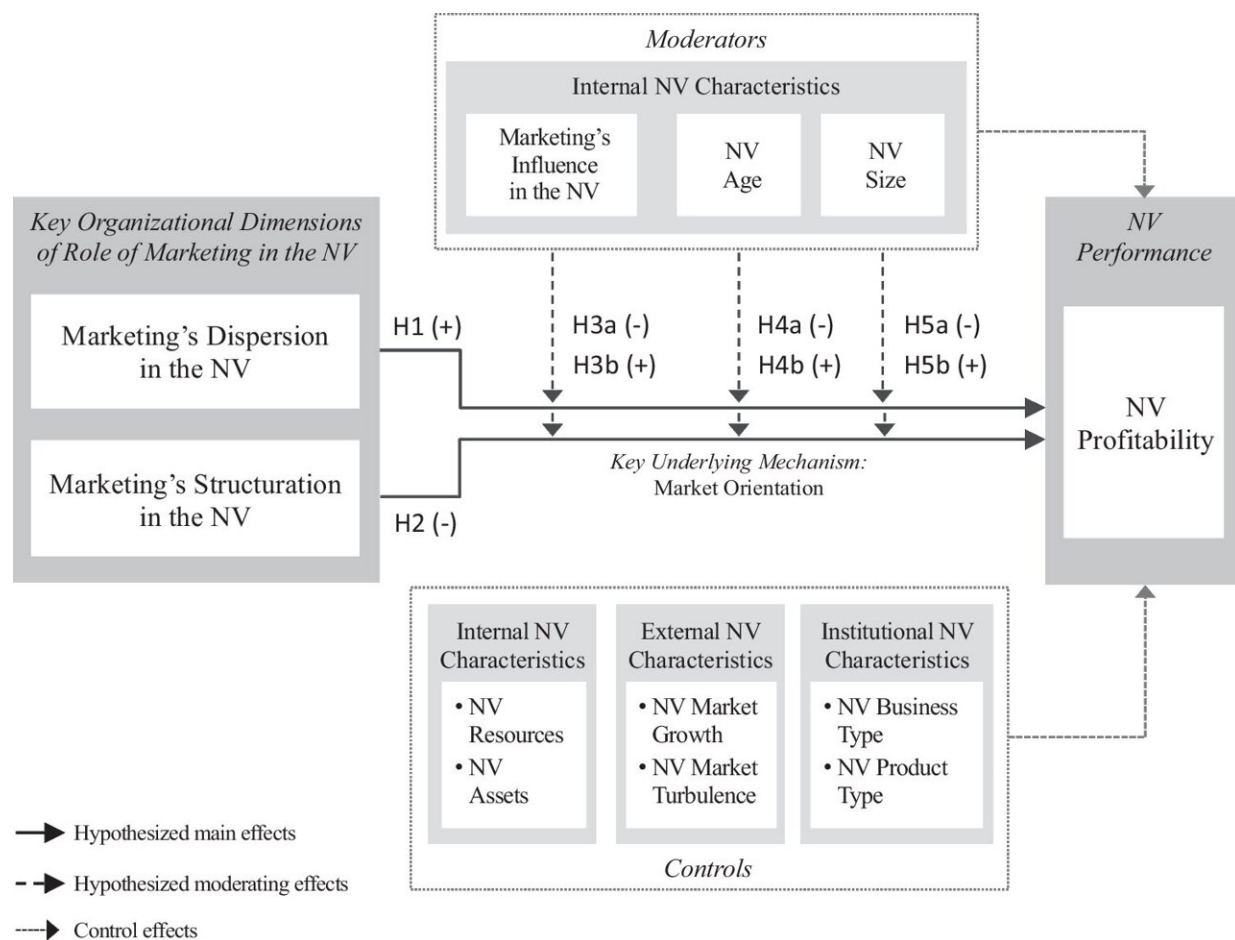 Moderators
Internal NV Characteristics
Marketing's
Influence
in the NV
NV
Age
NV
Size
Key Organizational Dimensions
of Role of Marketing in the NV
Marketing's Dispersion
in the NV
Marketing's Structuration
in the NV
H1 (+)
H2 (-)
H3a (-)
H3b (+)
H4a (-)
H4b (+)
H5a (-)
H5b (+)
Key Underlying Mechanism:
Market Orientation
NV
Performance
NV
Profitability
Internal NV
Characteristics
• NV
Resources
• NV
Assets
External NV
Characteristics
• NV Market
Growth
• NV Market
Turbulence
Institutional NV
Characteristics
• NV Business
Type
• NV Product
Type
Controls
Hypothesized main effects
Hypothesized moderating effects
Control effects